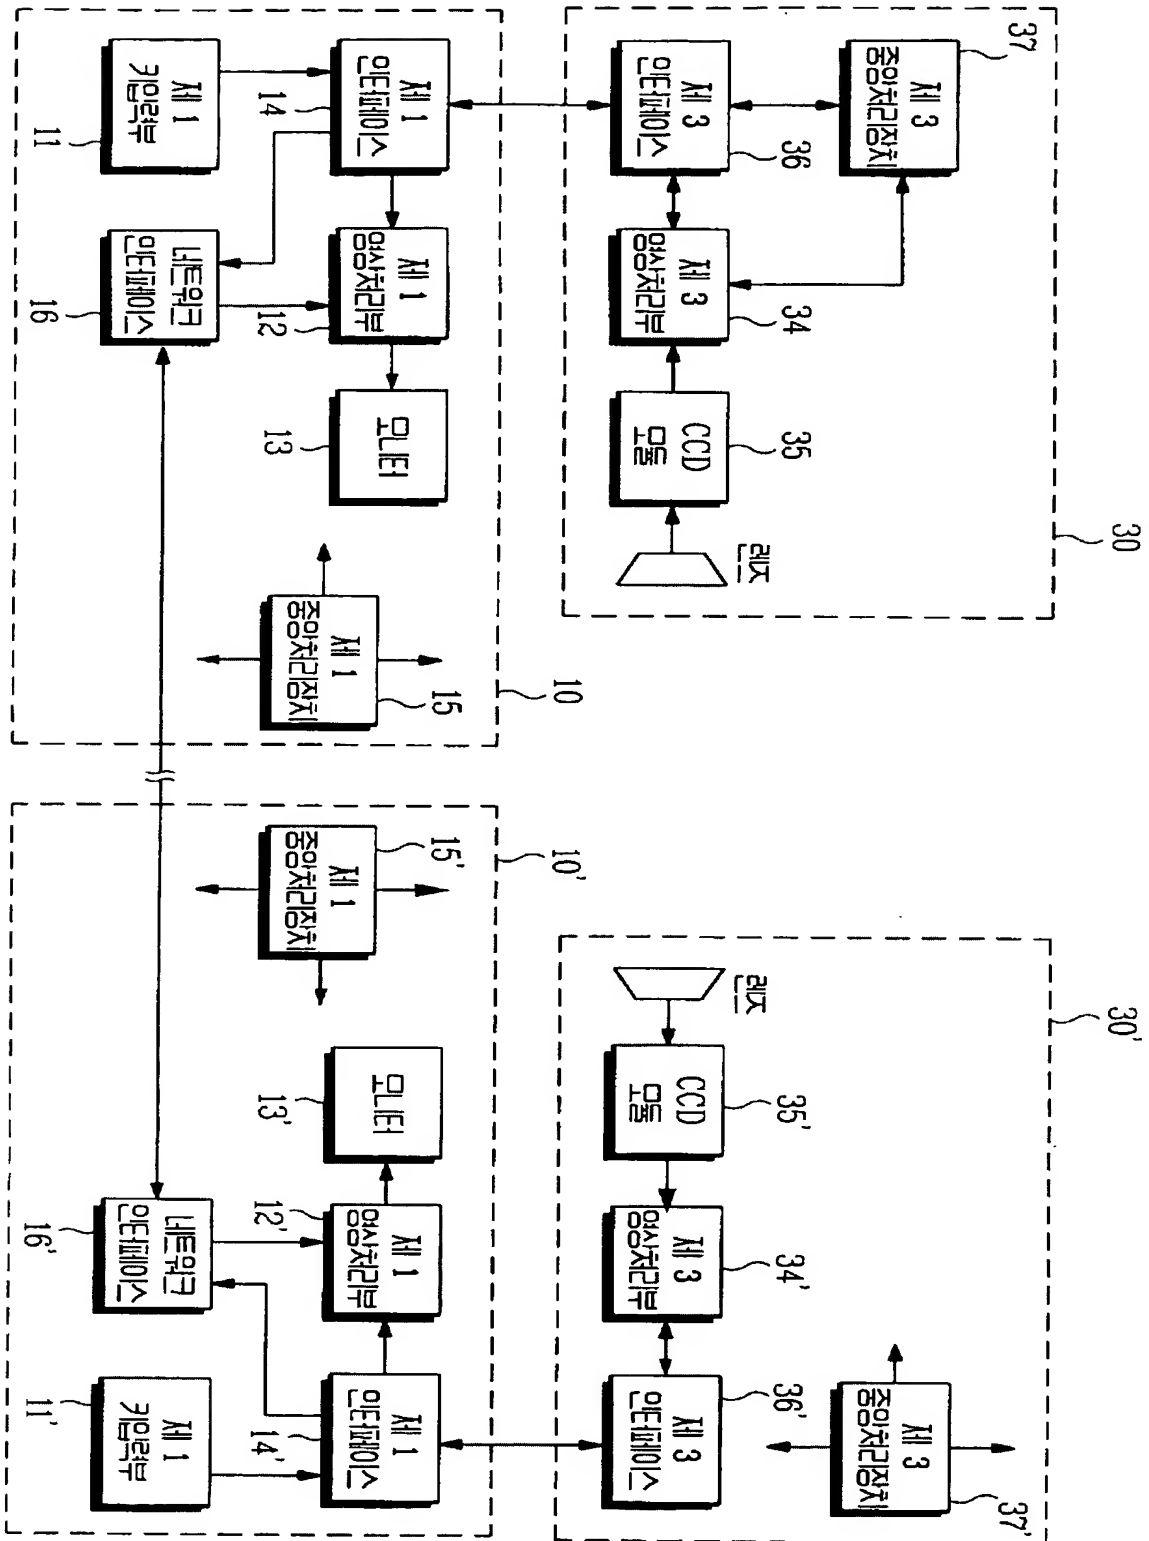 30
37
제 3
중앙처리장치
36
제 3
인터페이스
34
제 3
영상처리부
35
CCD
모듈
렌즈
10
14
제 1
인터페이스
12
제 1
영상처리부
13
모니터
15
제 1
중앙처리장치
11
제 1
키입력부
16
네트워크
인터페이스
30'
37'
제 3
중앙처리장치
렌즈
35'
CCD
모듈
34'
제 3
영상처리부
36'
제 3
인터페이스
10'
15'
제 1
중앙처리장치
13'
모니터
12'
제 1
영상처리부
14'
제 1
인터페이스
16'
네트워크
인터페이스
11'
제 1
키입력부